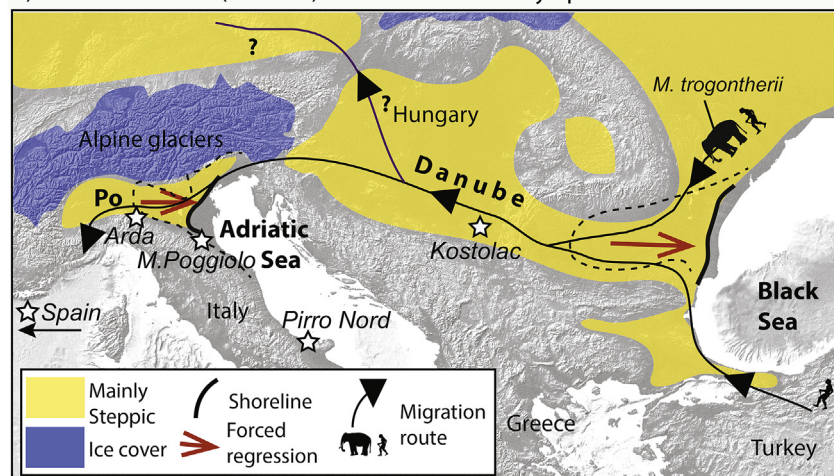 ?
M. trogontherii
?
Hungary
Alpine glaciers
Danube
Po
Adriatic
Sea
Arda
M.Poggiolo
Kostolac
Spain
Italy
Pirro Nord
Black
Sea
Mainly
Steppic
Shoreline
Migration
route
Ice cover
Forced
regression
Greece
Turkey